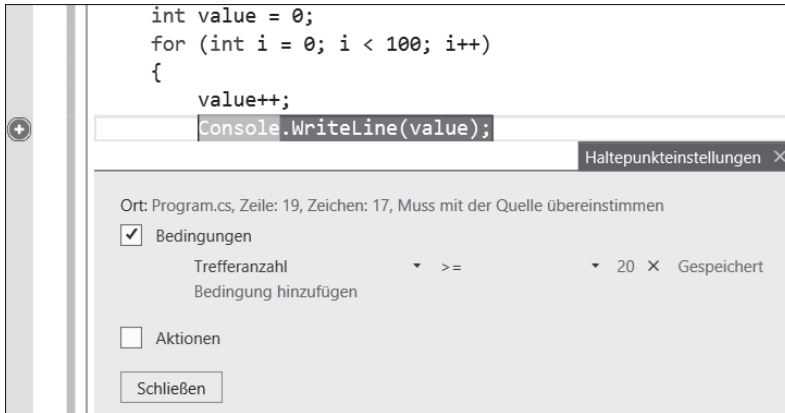 int value = 0;
for (int i = 0; i < 100; i++)
{
value++;
Console.WriteLine(value);
Haltepunkteinstellungen ×
Ort: Program.cs, Zeile: 19, Zeichen: 17, Muss mit der Quelle übereinstimmen
Bedingungen
Trefferanzahl >= 20 × Gespeichert
Bedingung hinzufügen
Aktionen
Schließen